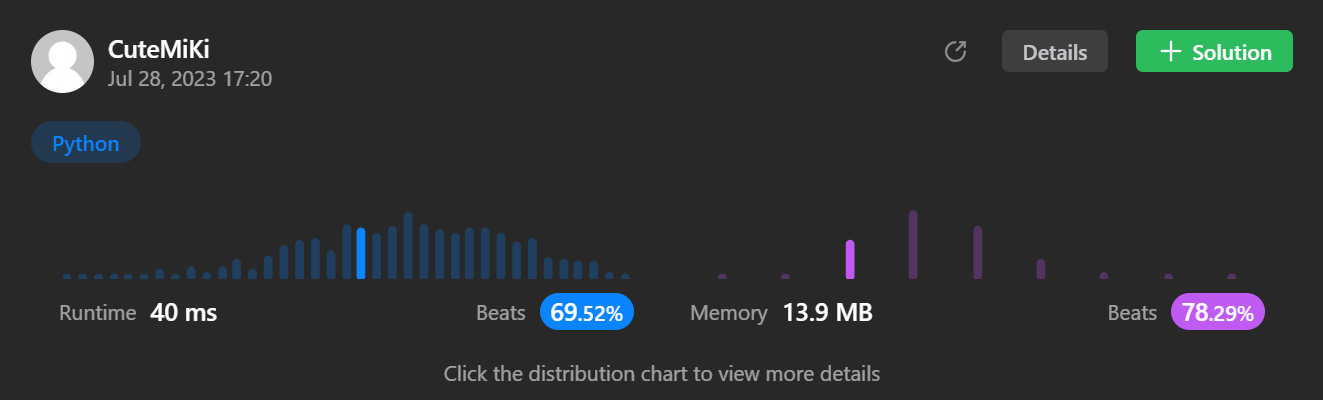 CuteMiKi
Jul 28, 2023 17:20
Details
+ Solution
Python
Runtime 40 ms Beats 69.52%
Memory 13.9 MB Beats 78.29%
Click the distribution chart to view more details